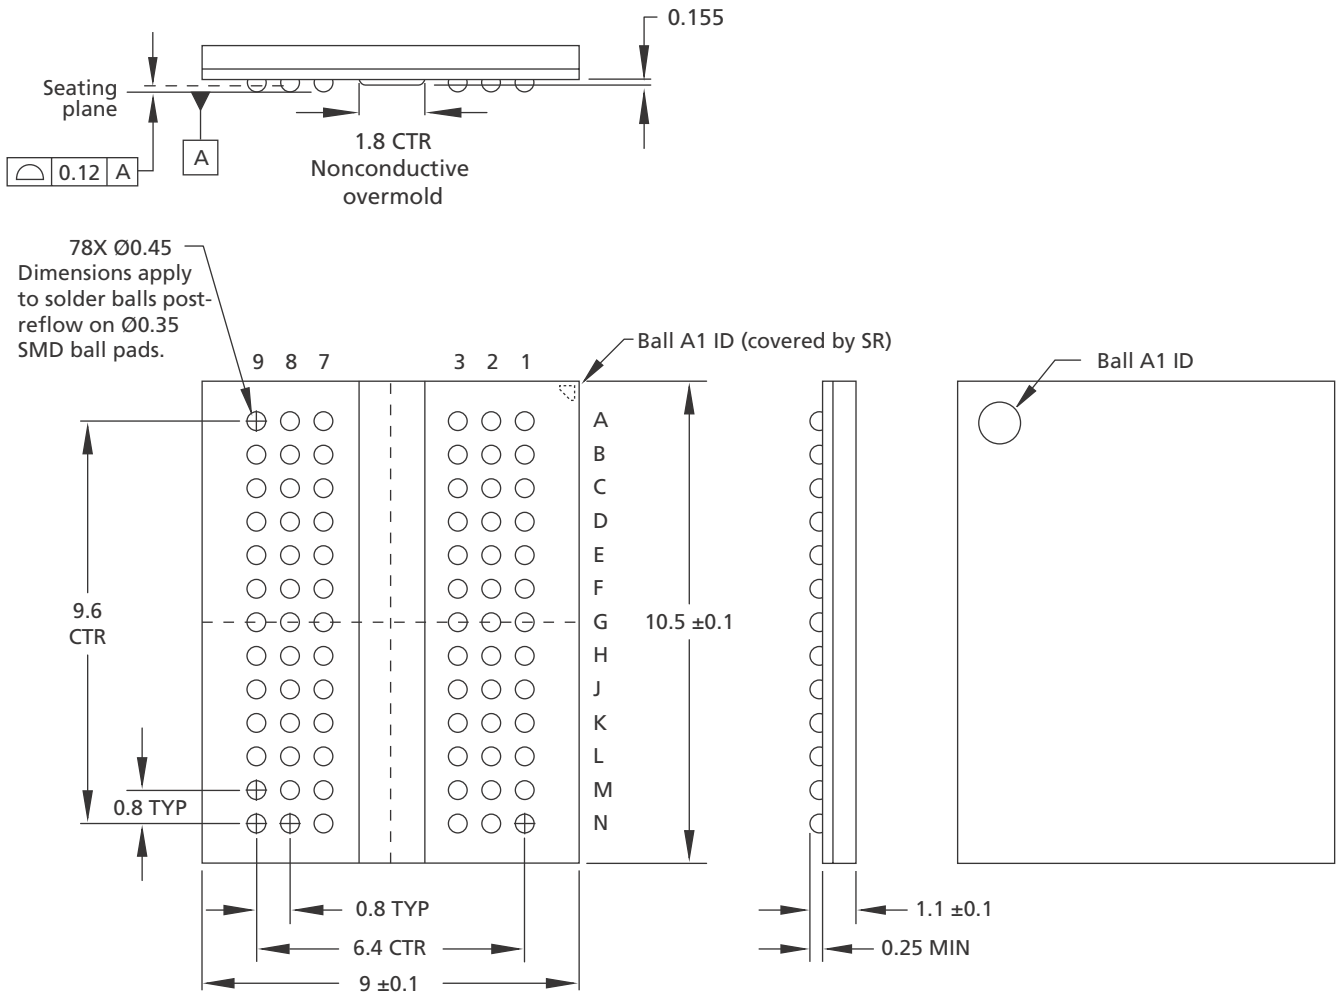 0.155
Seating
plane
0.12 A
A
1.8 CTR
Nonconductive
overmold
78X Ø0.45
Dimensions apply
to solder balls post-
reflow on Ø0.35
SMD ball pads.
9 8 7 3 2 1
Ball A1 ID (covered by SR)
Ball A1 ID
A
B
C
D
E
F
G
H
J
K
L
M
N
9.6
CTR
10.5 ±0.1
0.8 TYP
0.8 TYP
6.4 CTR
9 ±0.1
1.1 ±0.1
0.25 MIN